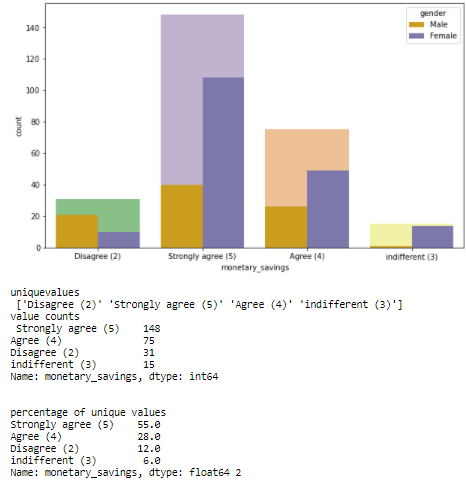 gender
Male
Female
140
120
100
80
60
40
20
0
count
Disagree (2) Strongly agree (5) Agree (4) indifferent (3)
monetary_savings
uniquevalues
['Disagree (2)' 'Strongly agree (5)' 'Agree (4)' 'indifferent (3)']
value counts
Strongly agree (5) 148
Agree (4) 75
Disagree (2) 31
indifferent (3) 15
Name: monetary_savings, dtype: int64
percentage of unique values
Strongly agree (5) 55.0
Agree (4) 28.0
Disagree (2) 12.0
indifferent (3) 6.0
Name: monetary_savings, dtype: float64 2